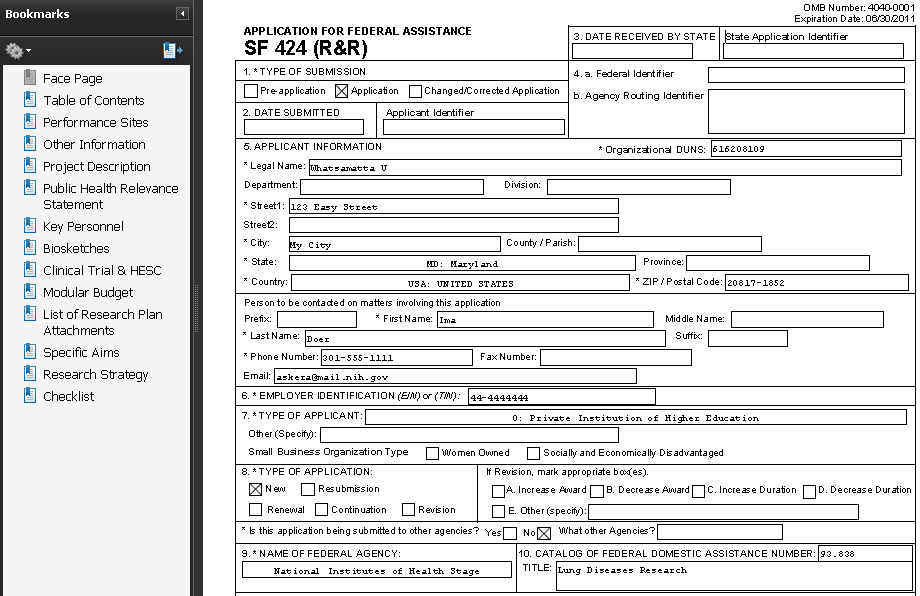 Bookmarks
Face Page
Table of Contents
Performance Sites
Other Information
Project Description
Public Health Relevance
Statement
Key Personnel
Biosketches
Clinical Trial & HESC
Modular Budget
List of Research Plan
Attachments
Specific Aims
Research Strategy
Checklist
OMB Number: 4040-0001
Expiration Date: 06/30/2011
APPLICATION FOR FEDERAL ASSISTANCE
SF 424 (R&R)
3. DATE RECEIVED BY STATE State Application Identifier
1. * TYPE OF SUBMISSION
Pre-application Application Changed/Corrected Application
4. a. Federal Identifier
b. Agency Routing Identifier
2. DATE SUBMITTED Applicant Identifier
5. APPLICANT INFORMATION * Organizational DUNS: 616208109
* Legal Name: Whatsamatta U
Department: Division:
* Street1: 123 Easy Street
Street2:
* City: My City County / Parish:
* State: MD: Maryland Province:
* Country: USA: UNITED STATES * ZIP / Postal Code: 20817-1852
Person to be contacted on matters involving this application
Prefix: * First Name: Ima Middle Name:
* Last Name: Doer Suffix:
* Phone Number: 301-555-1111 Fax Number:
Email: askera@mail.nih.gov
6. * EMPLOYER IDENTIFICATION (EIN) or (TIN): 44-4444444
7. * TYPE OF APPLICANT: O: Private Institution of Higher Education
Other (Specify):
Small Business Organization Type Women Owned Socially and Economically Disadvantaged
8. * TYPE OF APPLICATION: If Revision, mark appropriate box(es).
New Resubmission A. Increase Award B. Decrease Award C. Increase Duration D. Decrease Duration
Renewal Continuation Revision E. Other (specify):
* Is this application being submitted to other agencies? Yes No What other Agencies?
9. * NAME OF FEDERAL AGENCY: 10. CATALOG OF FEDERAL DOMESTIC ASSISTANCE NUMBER: 93.838
National Institutes of Health Stage TITLE: Lung Diseases Research